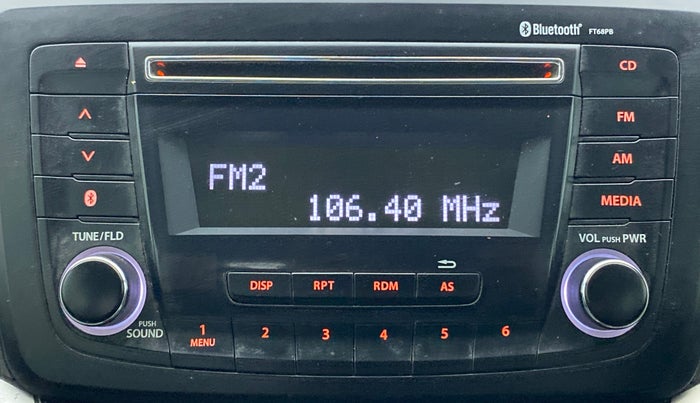 Bluetooth® FT68PB
CD
FM
FM2
AM
106.40 MHz
MEDIA
TUNE/FLD
VOL PUSH PWR
DISP RPT RDM AS
PUSH
SOUND
1 2 3 4 5 6
MENU